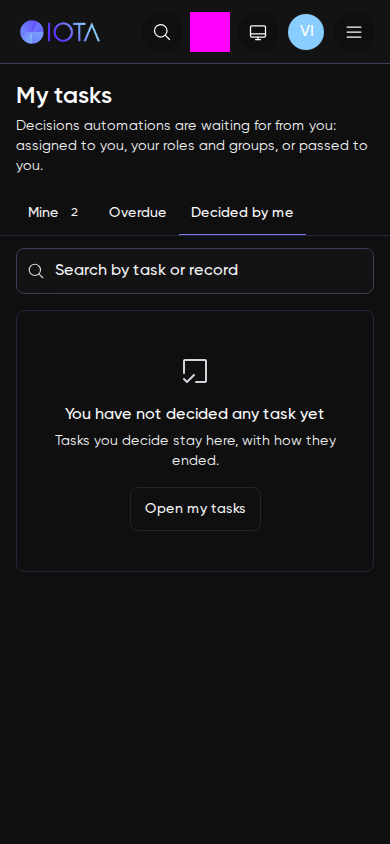 IOTA
VI
My tasks
Decisions automations are waiting for from you:
assigned to you, your roles and groups, or passed to
you.
Mine 2 Overdue Decided by me
Search by task or record
You have not decided any task yet
Tasks you decide stay here, with how they
ended.
Open my tasks